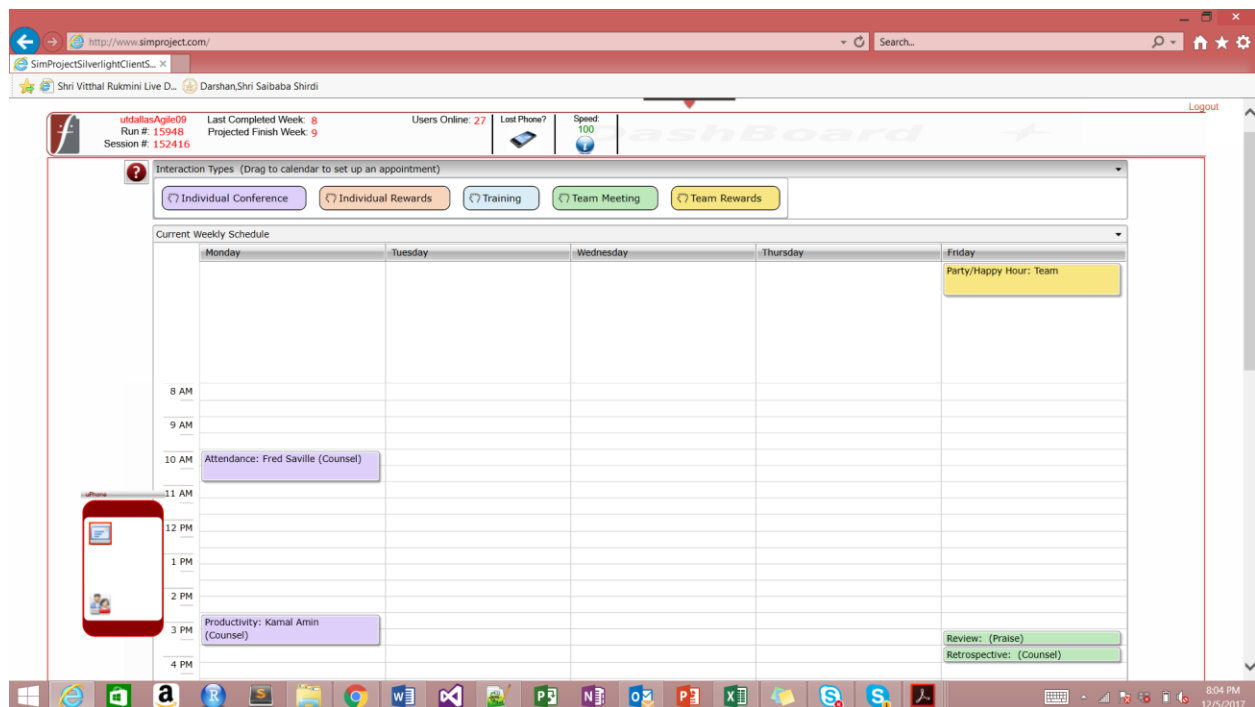 http://www.simproject.com/
Search...
SimProjectSilverlightClientS...
Shri Vitthal Rukmini Live D... Darshan,Shri Saibaba Shirdi
Logout
utdallasAgile09 Last Completed Week: 8 Users Online: 27 Lost Phone? Speed:
Run #: 15948 Projected Finish Week: 9 100
Session #: 152416
DashBoard
Interaction Types (Drag to calendar to set up an appointment)
Individual Conference Individual Rewards Training Team Meeting Team Rewards
Current Weekly Schedule
Monday Tuesday Wednesday Thursday Friday
Party/Happy Hour: Team
8 AM
9 AM
10 AM Attendance: Fred Saville (Counsel)
uPhone 11 AM
12 PM
1 PM
2 PM
Productivity: Kamal Amin
(Counsel)
3 PM Review: (Praise)
Retrospective: (Counsel)
4 PM
8:04 PM
12/5/2017